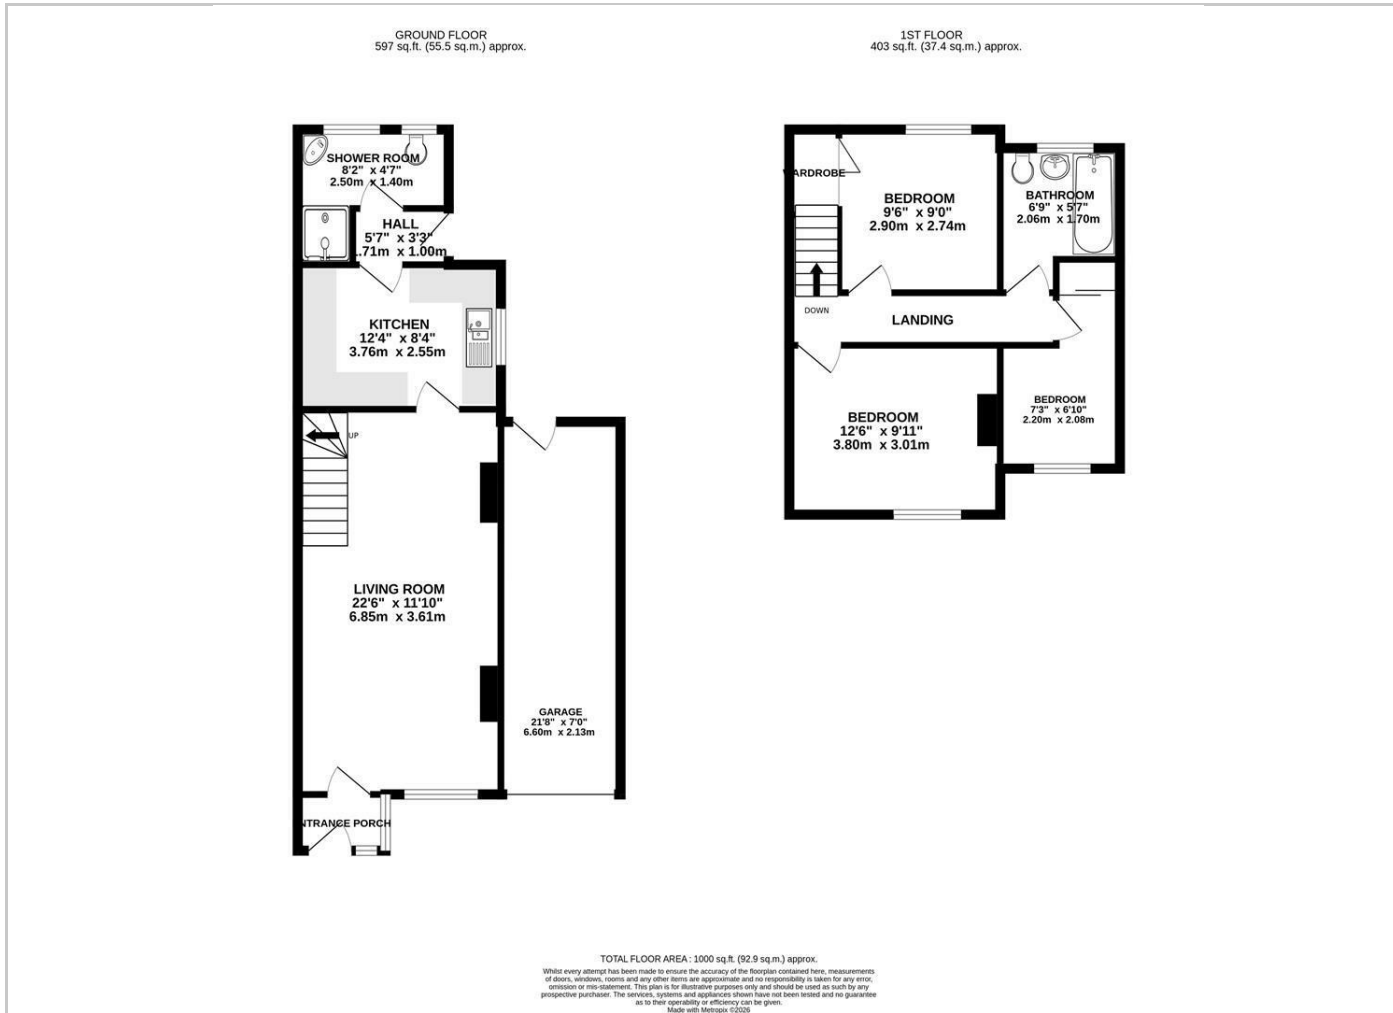 GROUND FLOOR
597 sq.ft. (55.5 sq.m.) approx.
1ST FLOOR
403 sq.ft. (37.4 sq.m.) approx.
SHOWER ROOM
8'2" x 4'7"
2.50m x 1.40m
HALL
5'7" x 3'3"
.71m x 1.00m
KITCHEN
12'4" x 8'4"
3.76m x 2.55m
UP
LIVING ROOM
22'6" x 11'10"
6.85m x 3.61m
GARAGE
21'8" x 7'0"
6.60m x 2.13m
NTRANCE PORCH
WARDROBE
BEDROOM
9'6" x 9'0"
2.90m x 2.74m
BATHROOM
6'9" x 5'7"
2.06m x 1.70m
DOWN
LANDING
BEDROOM
12'6" x 9'11"
3.80m x 3.01m
BEDROOM
7'3" x 6'10"
2.20m x 2.08m
TOTAL FLOOR AREA : 1000 sq.ft. (92.9 sq.m.) approx.
Whilst every attempt has been made to ensure the accuracy of the floorplan contained here, measurements
of doors, windows, rooms and any other items are approximate and no responsibility is taken for any error,
omission or mis-statement. This plan is for illustrative purposes only and should be used as such by any
prospective purchaser. The services, systems and appliances shown have not been tested and no guarantee
as to their operability or efficiency can be given.
Made with Metropix ©2026